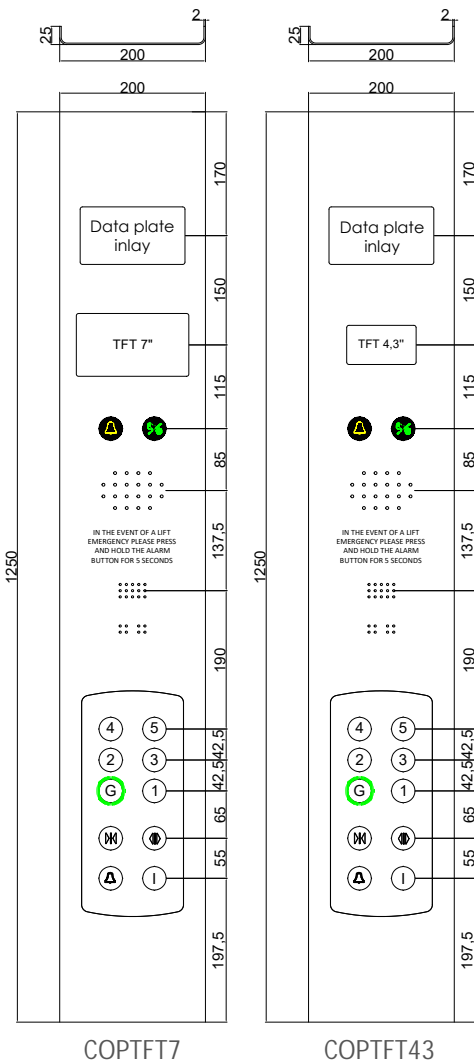 2
25
200
200
170
Data plate
inlay
150
TFT 7"
115
85
IN THE EVENT OF A LIFT
EMERGENCY PLEASE PRESS
AND HOLD THE ALARM
BUTTON FOR 5 SECONDS
137,5
1250
190
4 5
42,5
2 3
42,5
G 1
65
55
I
197,5
COPTFT7
2
25
200
200
170
Data plate
inlay
150
TFT 4,3"
115
85
IN THE EVENT OF A LIFT
EMERGENCY PLEASE PRESS
AND HOLD THE ALARM
BUTTON FOR 5 SECONDS
137,5
1250
190
4 5
42,5
2 3
42,5
G 1
65
55
I
197,5
COPTFT43